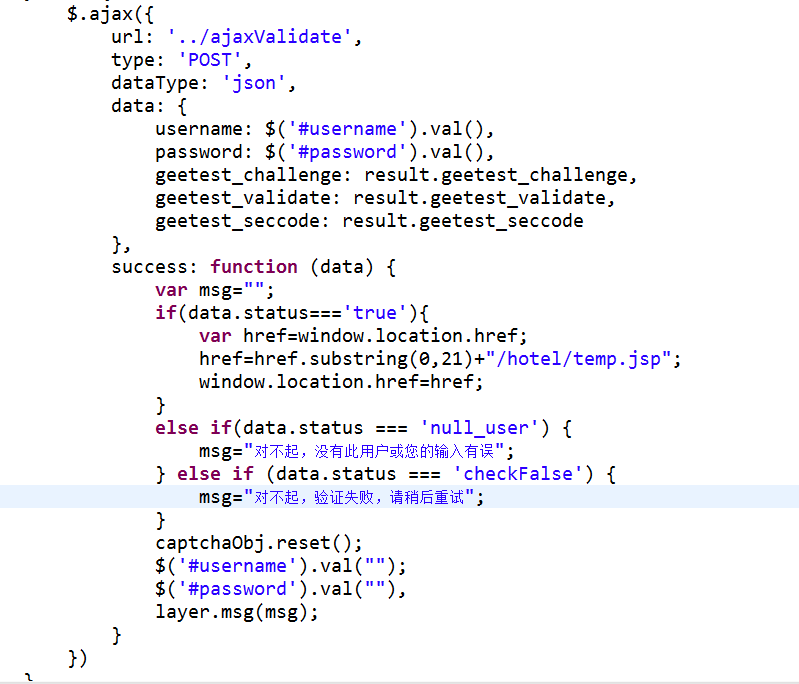 $.ajax({
url: '../ajaxValidate',
type: 'POST',
dataType: 'json',
data: {
username: $('#username').val(),
password: $('#password').val(),
geetest_challenge: result.geetest_challenge,
geetest_validate: result.geetest_validate,
geetest_seccode: result.geetest_seccode
},
success: function (data) {
var msg="";
if(data.status==='true'){
var href=window.location.href;
href=href.substring(0,21)+"/hotel/temp.jsp";
window.location.href=href;
}
else if(data.status === 'null_user') {
msg="对不起，没有此用户或您的输入有误";
} else if (data.status === 'checkFalse') {
msg="对不起，验证失败，请稍后重试";
}
captchaObj.reset();
$('#username').val("");
$('#password').val(""),
layer.msg(msg);
}
})
}